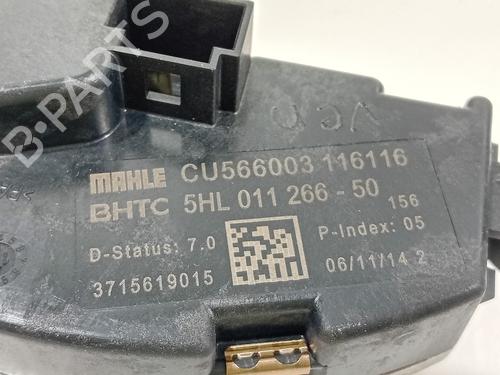 VCD
MAHLE CU566003 116116
BHTC 5HL 011 266 - 50 156
D-Status: 7.0 P-Index: 05
3715619015 06/11/14 2
B-PARTS